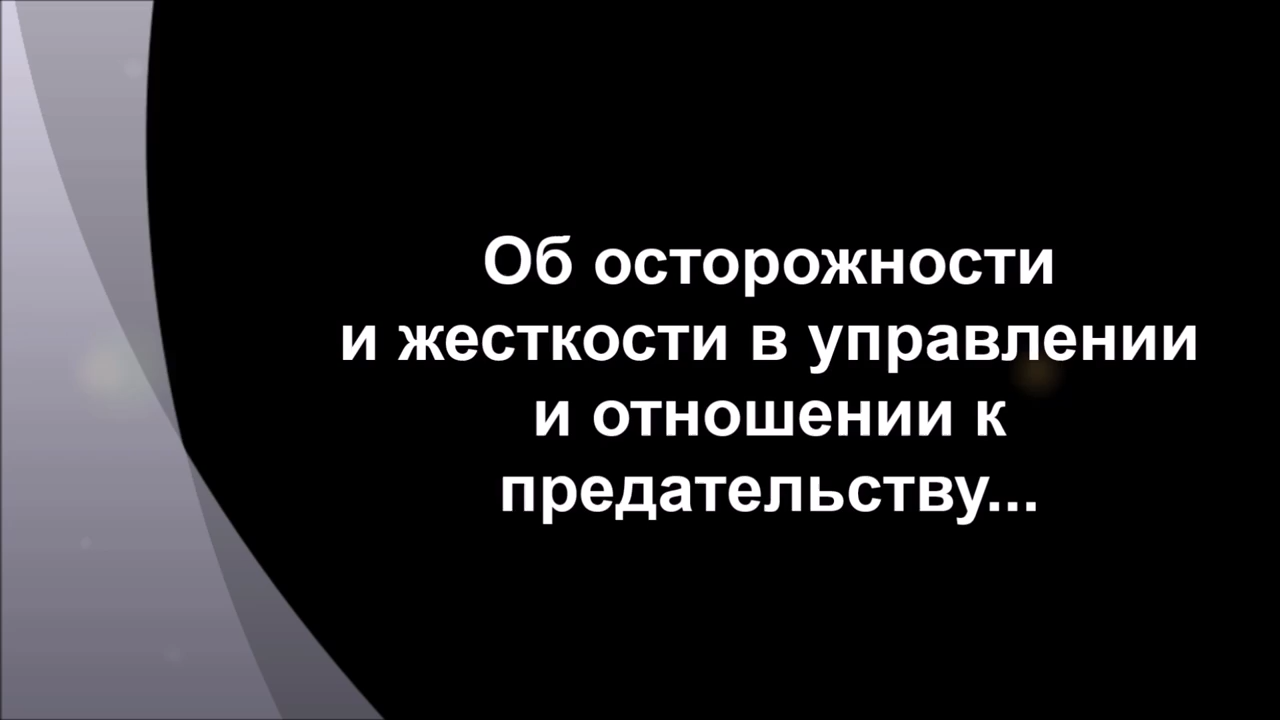 Об осторожности
и жесткости в управлении
и отношении к
предательству...